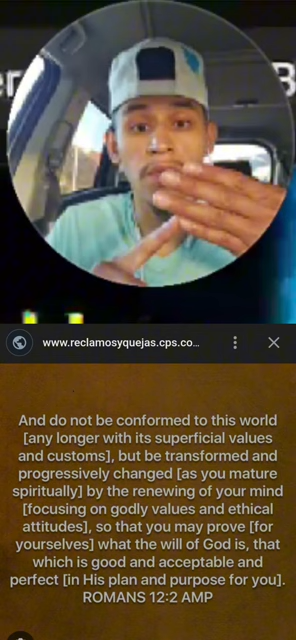 www.reclamosyquejas.cps.co...
And do not be conformed to this world
[any longer with its superficial values
and customs], but be transformed and
progressively changed [as you mature
spiritually] by the renewing of your mind
[focusing on godly values and ethical
attitudes], so that you may prove [for
yourselves] what the will of God is, that
which is good and acceptable and
perfect [in His plan and purpose for you].
ROMANS 12:2 AMP